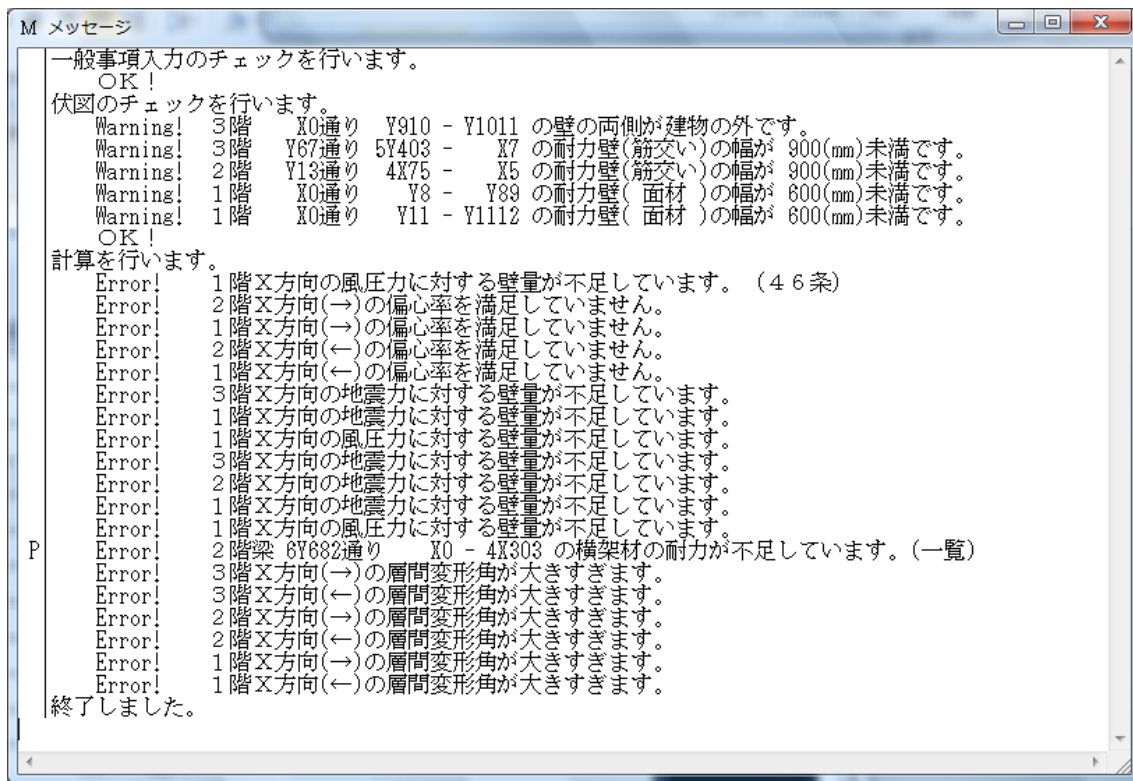 M メッセージ
一般事項入力のチェックを行います。
ＯＫ！
伏図のチェックを行います。
Warning! 3階 X0通り Y910 - Y1011 の壁の両側が建物の外です。
Warning! 3階 Y67通り 5Y403 - X7 の耐力壁(筋交い)の幅が 900(mm)未満です。
Warning! 2階 Y13通り 4X75 - X5 の耐力壁(筋交い)の幅が 900(mm)未満です。
Warning! 1階 X0通り Y8 - Y89 の耐力壁( 面材 )の幅が 600(mm)未満です。
Warning! 1階 X0通り Y11 - Y1112 の耐力壁( 面材 )の幅が 600(mm)未満です。
ＯＫ！
計算を行います。
Error! 1階Ｘ方向の風圧力に対する壁量が不足しています。（４６条）
Error! 2階Ｘ方向(→)の偏心率を満足していません。
Error! 1階Ｘ方向(→)の偏心率を満足していません。
Error! 2階Ｘ方向(←)の偏心率を満足していません。
Error! 1階Ｘ方向(←)の偏心率を満足していません。
Error! 3階Ｘ方向の地震力に対する壁量が不足しています。
Error! 1階Ｘ方向の地震力に対する壁量が不足しています。
Error! 1階Ｘ方向の風圧力に対する壁量が不足しています。
Error! 3階Ｘ方向の地震力に対する壁量が不足しています。
Error! 2階Ｘ方向の地震力に対する壁量が不足しています。
Error! 1階Ｘ方向の地震力に対する壁量が不足しています。
Error! 1階Ｘ方向の風圧力に対する壁量が不足しています。
P Error! 2階梁 6Y682通り X0 - 4X303 の横架材の耐力が不足しています。(一覧)
Error! 3階Ｘ方向(→)の層間変形角が大きすぎます。
Error! 3階Ｘ方向(←)の層間変形角が大きすぎます。
Error! 2階Ｘ方向(→)の層間変形角が大きすぎます。
Error! 2階Ｘ方向(←)の層間変形角が大きすぎます。
Error! 1階Ｘ方向(→)の層間変形角が大きすぎます。
Error! 1階Ｘ方向(←)の層間変形角が大きすぎます。
終了しました。